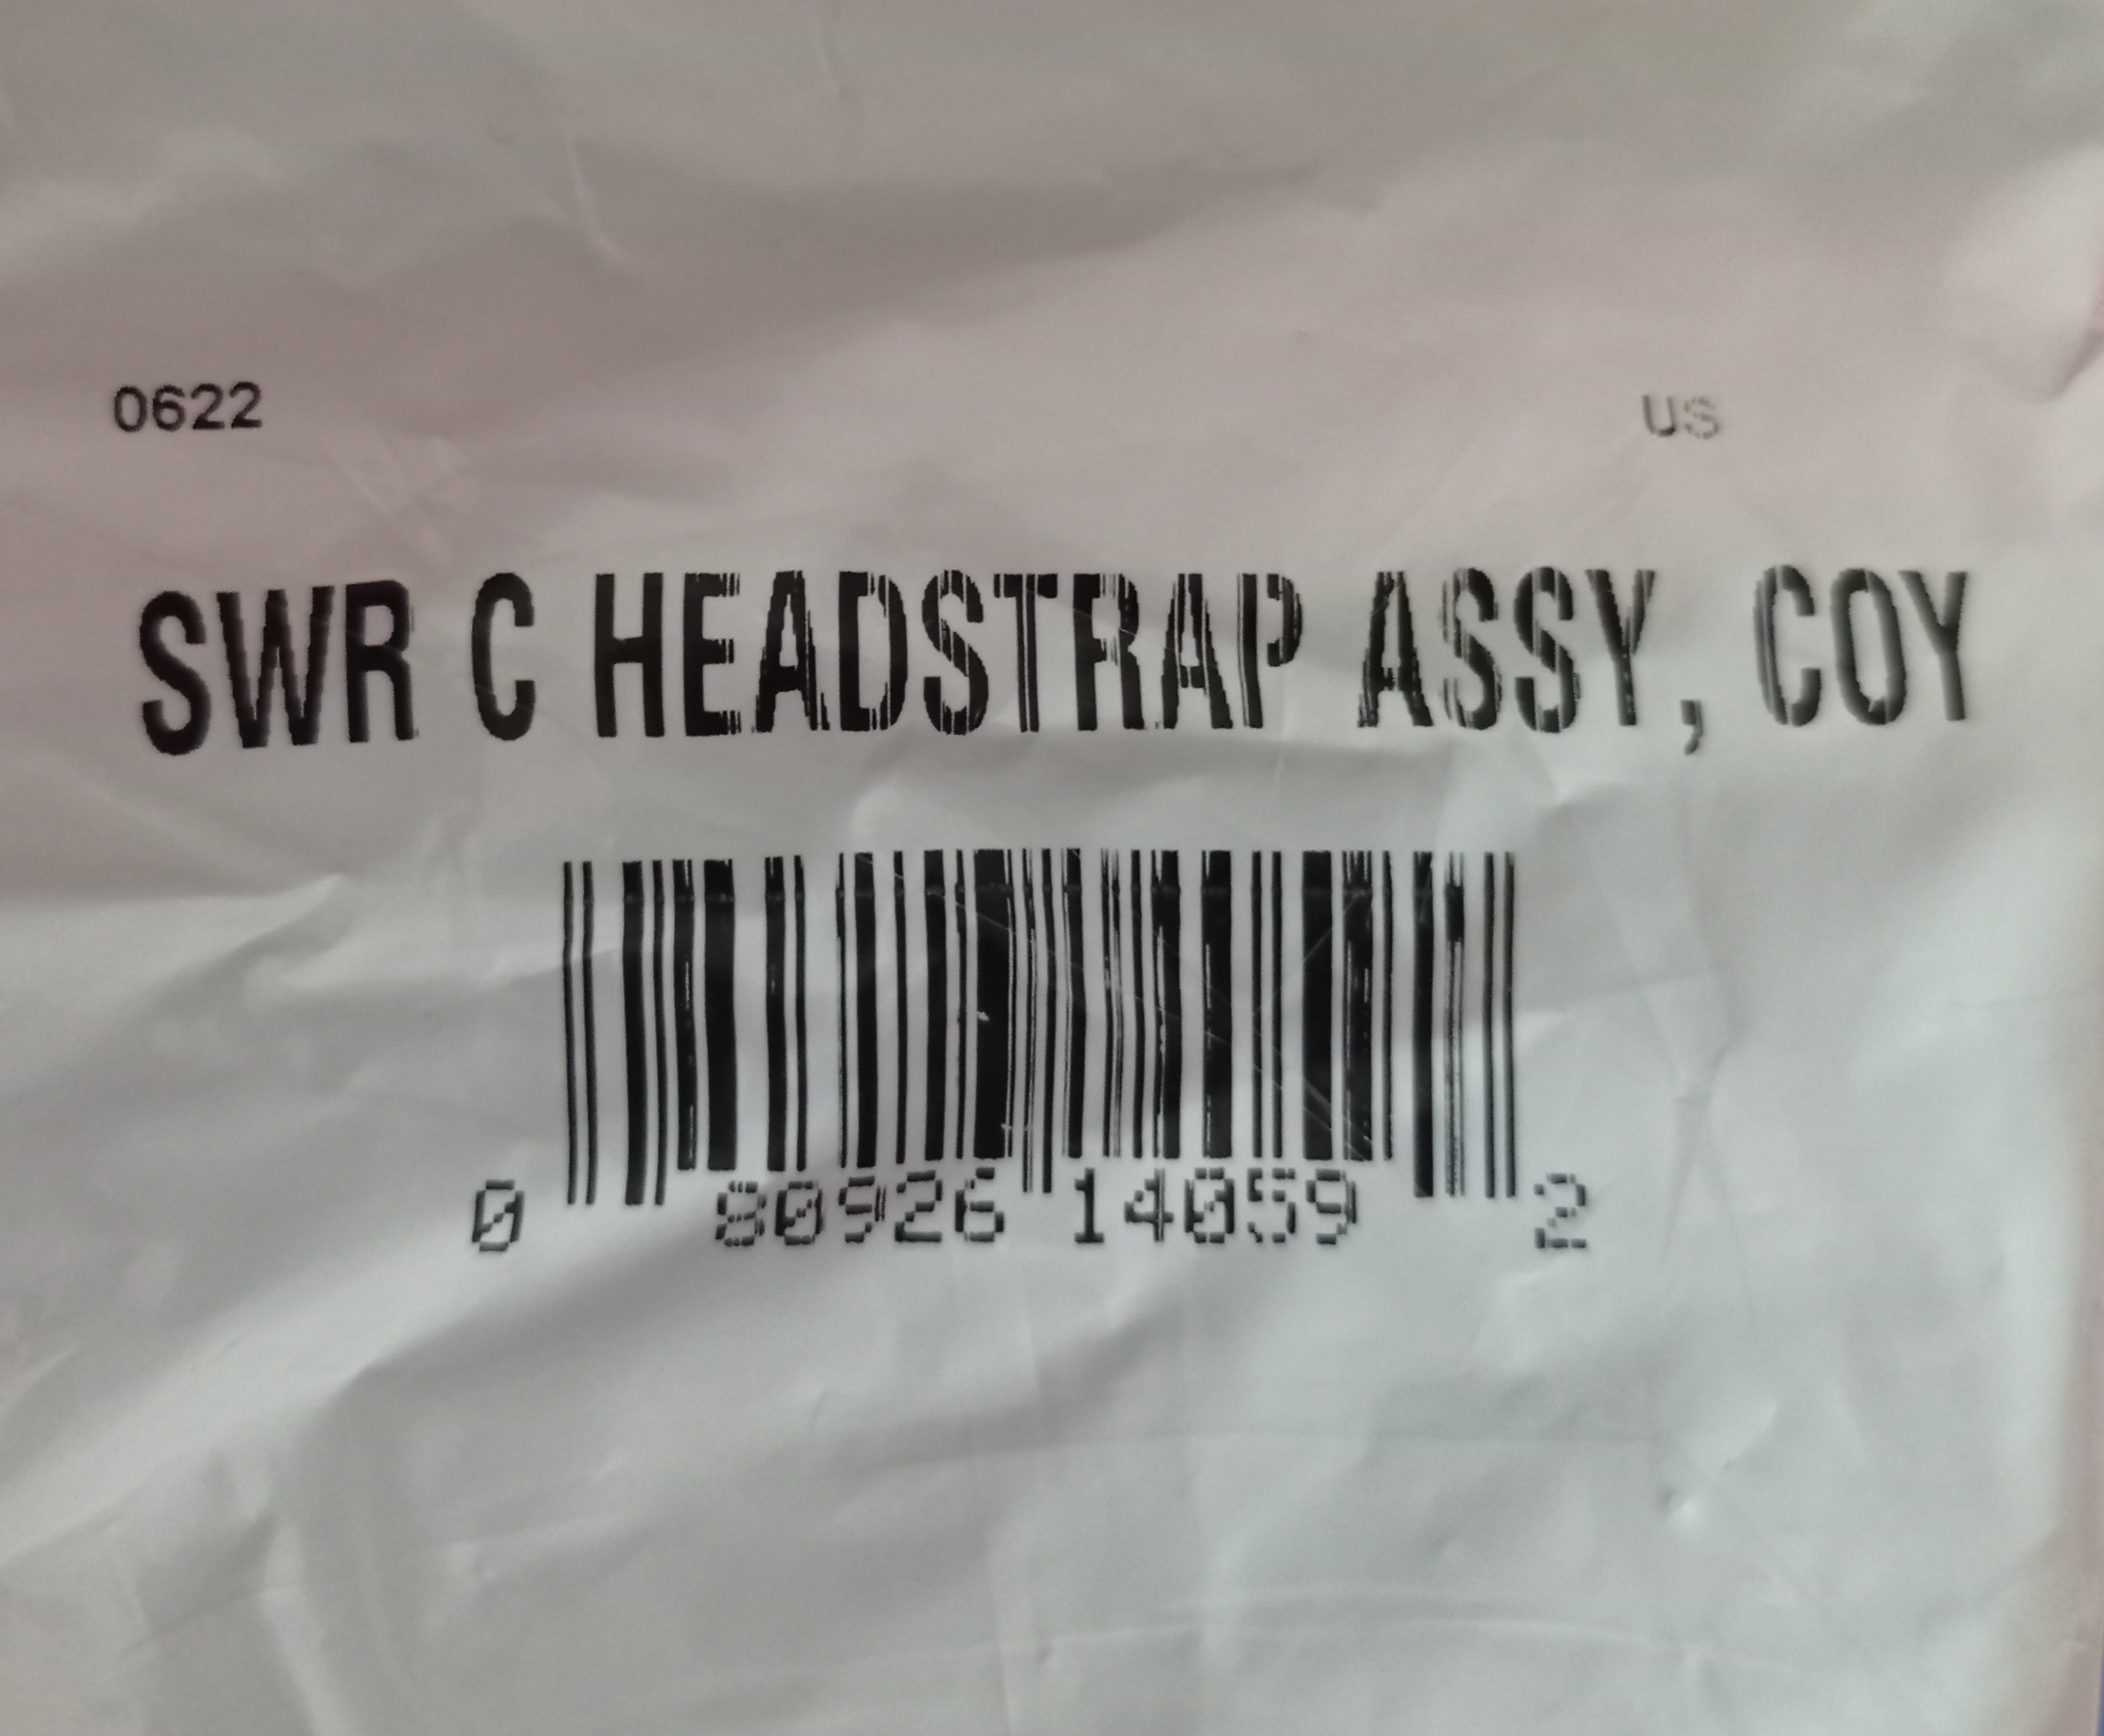 0622 US
SWR C HEADSTRAP ASSY, COY
0 80926 14059 2